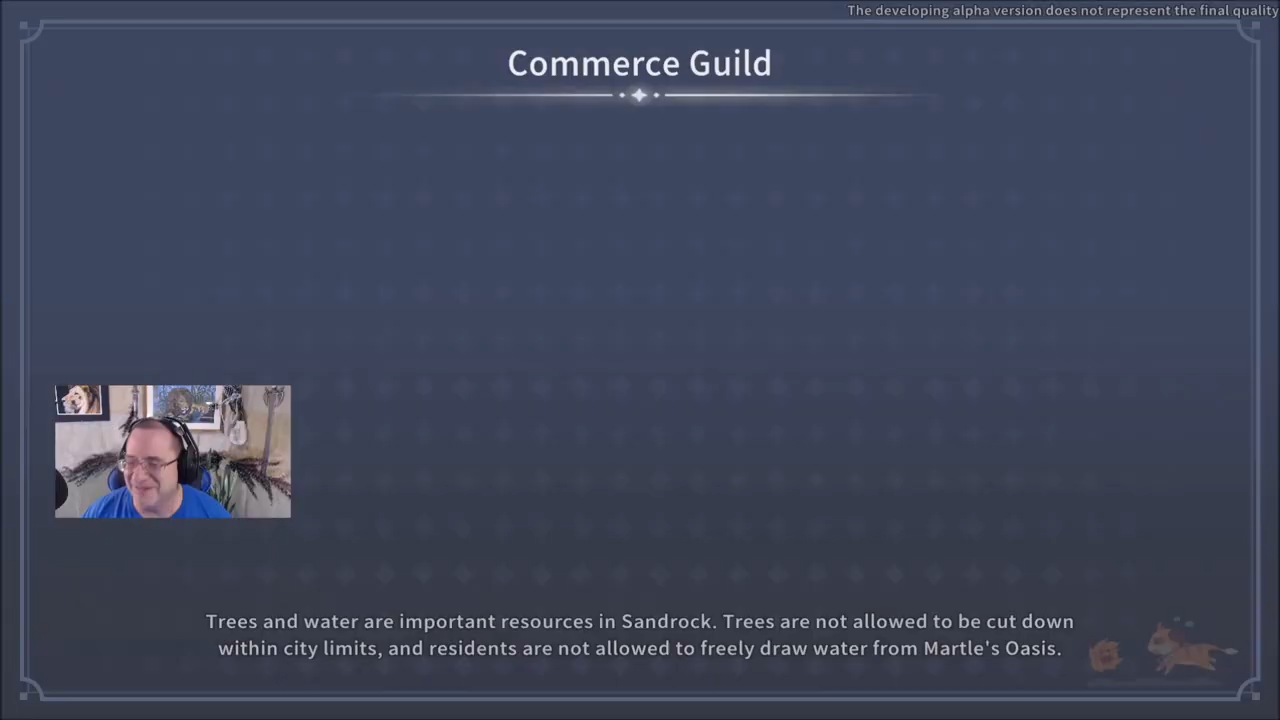 The developing alpha version does not represent the final quality
Commerce Guild
Trees and water are important resources in Sandrock. Trees are not allowed to be cut down
within city limits, and residents are not allowed to freely draw water from Martle's Oasis.